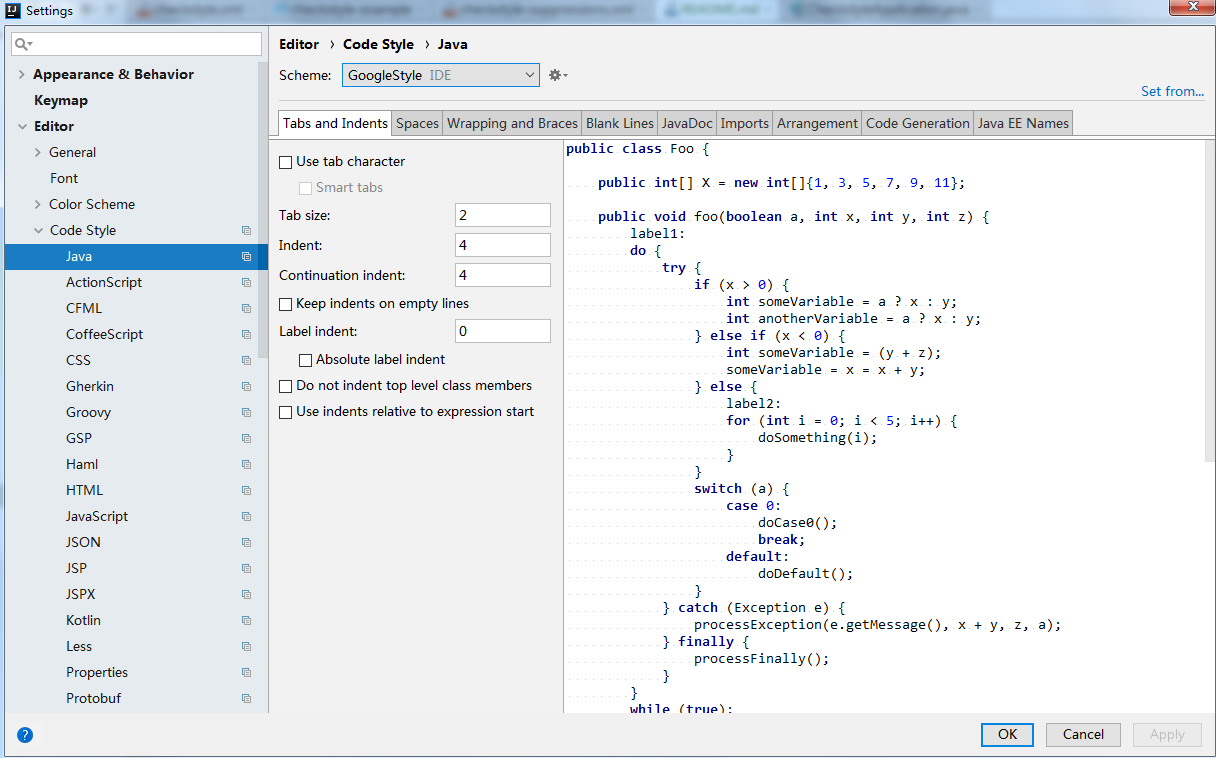 Settings
Editor › Code Style › Java
Scheme: GoogleStyle IDE
Set from...
Appearance & Behavior
Keymap
Editor
General
Font
Color Scheme
Code Style
Java
ActionScript
CFML
CoffeeScript
CSS
Gherkin
Groovy
GSP
Haml
HTML
JavaScript
JSON
JSP
JSPX
Kotlin
Less
Properties
Protobuf
Tabs and Indents Spaces Wrapping and Braces Blank Lines JavaDoc Imports Arrangement Code Generation Java EE Names
Use tab character
Smart tabs
Tab size: 2
Indent: 4
Continuation indent: 4
Keep indents on empty lines
Label indent: 0
Absolute label indent
Do not indent top level class members
Use indents relative to expression start
public class Foo {
public int[] X = new int[]{1, 3, 5, 7, 9, 11};
public void foo(boolean a, int x, int y, int z) {
label1:
do {
try {
if (x > 0) {
int someVariable = a ? x : y;
int anotherVariable = a ? x : y;
} else if (x < 0) {
int someVariable = (y + z);
someVariable = x = x + y;
} else {
label2:
for (int i = 0; i < 5; i++) {
doSomething(i);
}
}
switch (a) {
case 0:
doCase0();
break;
default:
doDefault();
}
} catch (Exception e) {
processException(e.getMessage(), x + y, z, a);
} finally {
processFinally();
}
}
while (true);
?
OK Cancel Apply